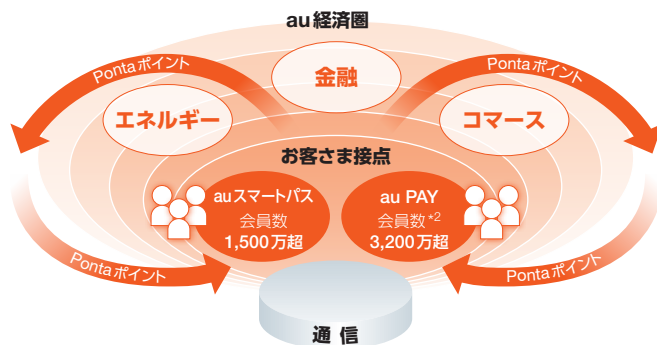 au経済圏
Pontaポイント
Pontaポイント
金融
エネルギー
コマース
お客さま接点
auスマートパス
会員数
1,500万超
au PAY
会員数*2
3,200万超
Pontaポイント
Pontaポイント
通信